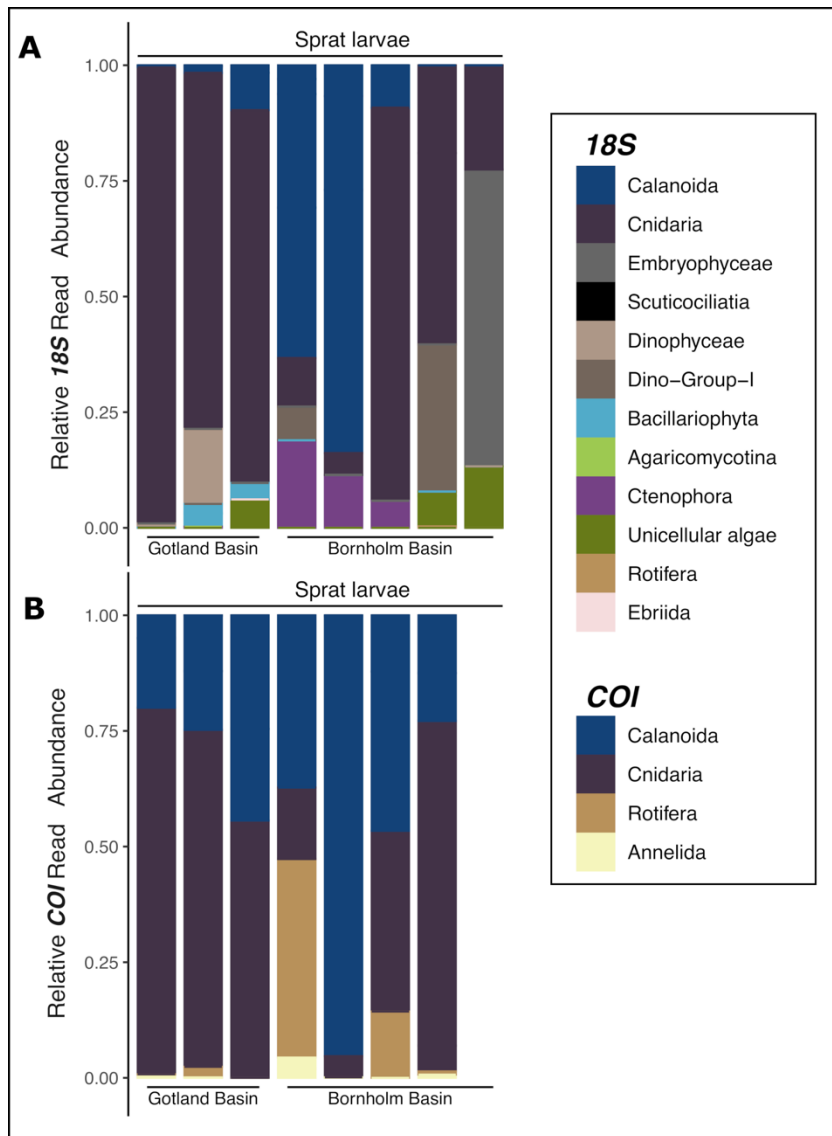 A
Sprat larvae
1.00
0.75
0.50
0.25
0.00
Relative 18S Read Abundance
Gotland Basin
Bornholm Basin
B
Sprat larvae
1.00
0.75
0.50
0.25
0.00
Relative COI Read Abundance
Gotland Basin
Bornholm Basin
18S
Calanoida
Cnidaria
Embryophyceae
Scuticociliatia
Dinophyceae
Dino-Group-I
Bacillariophyta
Agaricomycotina
Ctenophora
Unicellular algae
Rotifera
Ebriida
COI
Calanoida
Cnidaria
Rotifera
Annelida